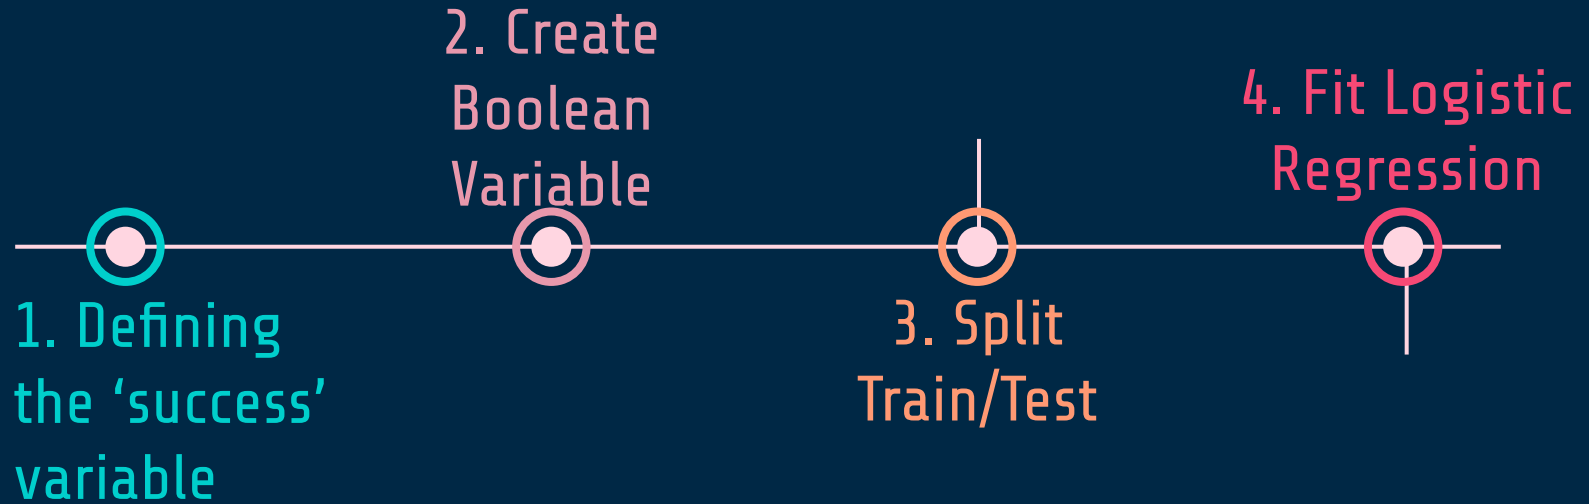 1. Defining
the ‘success’
variable
2. Create
Boolean
Variable
3. Split
Train/Test
4. Fit Logistic
Regression